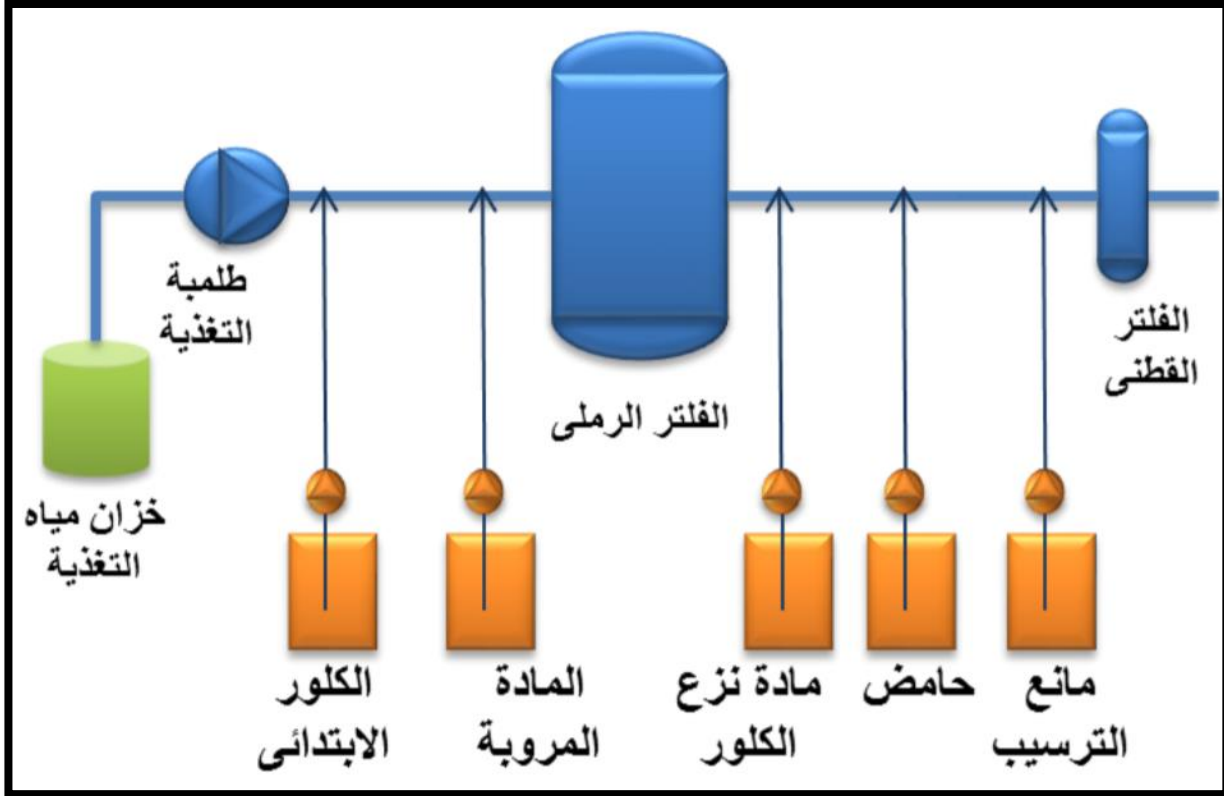 طلمبة
التغذية
الفلتر
القطنى
الفلتر الرملى
خزان مياه
التغذية
الكلور
الابتدائى
المادة
المروبة
مادة نزع
الكلور
حامض
مانع
الترسيب